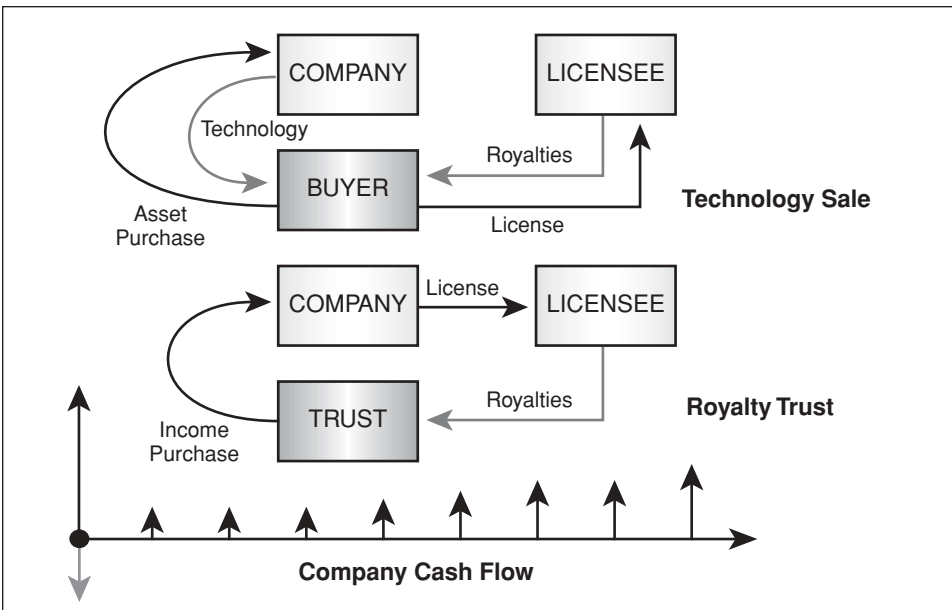 COMPANY
LICENSEE
Technology
Royalties
BUYER
Technology Sale
Asset
Purchase
License
COMPANY
License
LICENSEE
Royalties
Royalty Trust
TRUST
Income
Purchase
Company Cash Flow